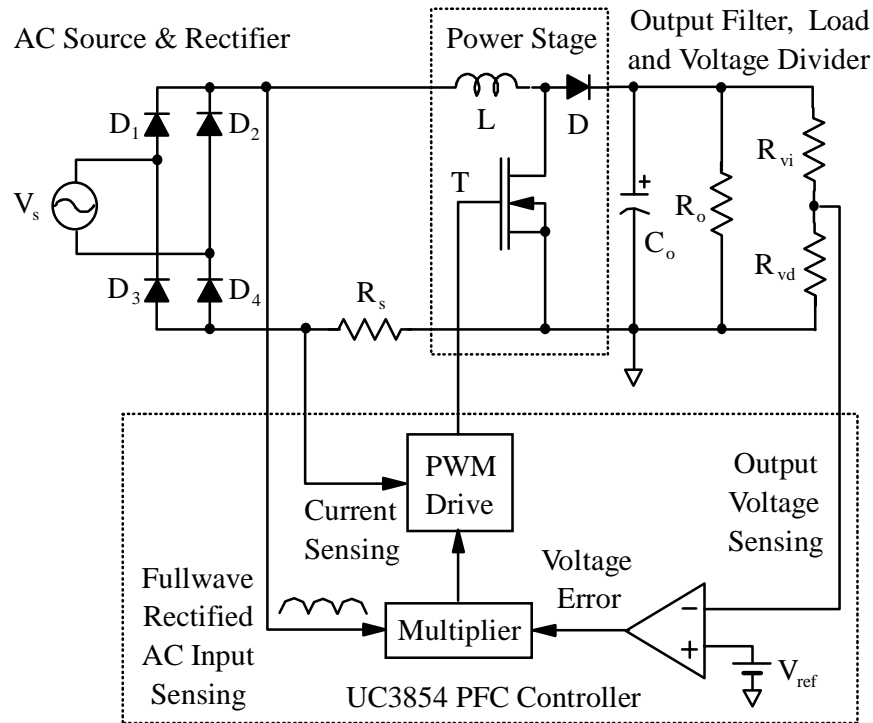 AC Source & Rectifier
Power Stage
Output Filter, Load
and Voltage Divider
D1
D2
L
D
Vs
T
Co
Ro
Rvi
Rvd
D3
D4
Rs
PWM
Drive
Current
Sensing
Output
Voltage
Sensing
Fullwave
Rectified
AC Input
Sensing
Multiplier
Voltage
Error
−
+
Vref
UC3854 PFC Controller